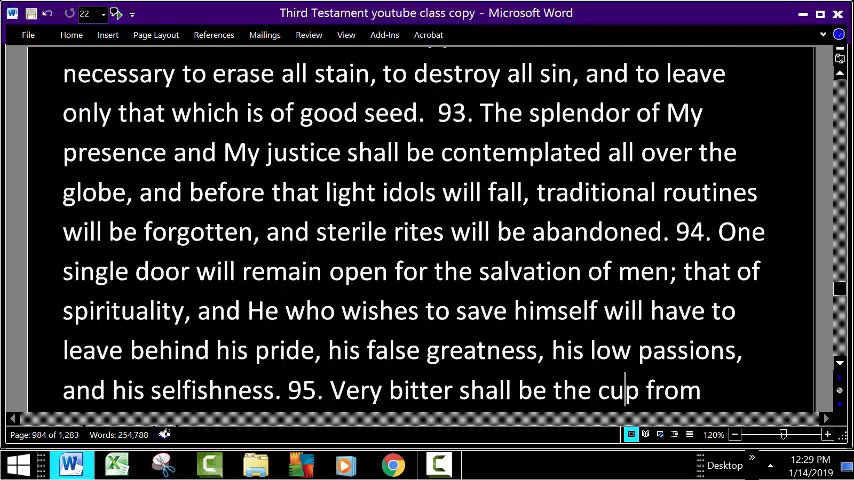 Third Testament youtube class copy - Microsoft Word
22
File Home Insert Page Layout References Mailings Review View Add-Ins Acrobat
necessary to erase all stain, to destroy all sin, and to leave
only that which is of good seed.  93. The splendor of My
presence and My justice shall be contemplated all over the
globe, and before that light idols will fall, traditional routines
will be forgotten, and sterile rites will be abandoned. 94. One
single door will remain open for the salvation of men; that of
spirituality, and He who wishes to save himself will have to
leave behind his pride, his false greatness, his low passions,
and his selfishness. 95. Very bitter shall be the cup from
Page: 984 of 1,283 Words: 254,788 120%
Desktop 12:29 PM
1/14/2019